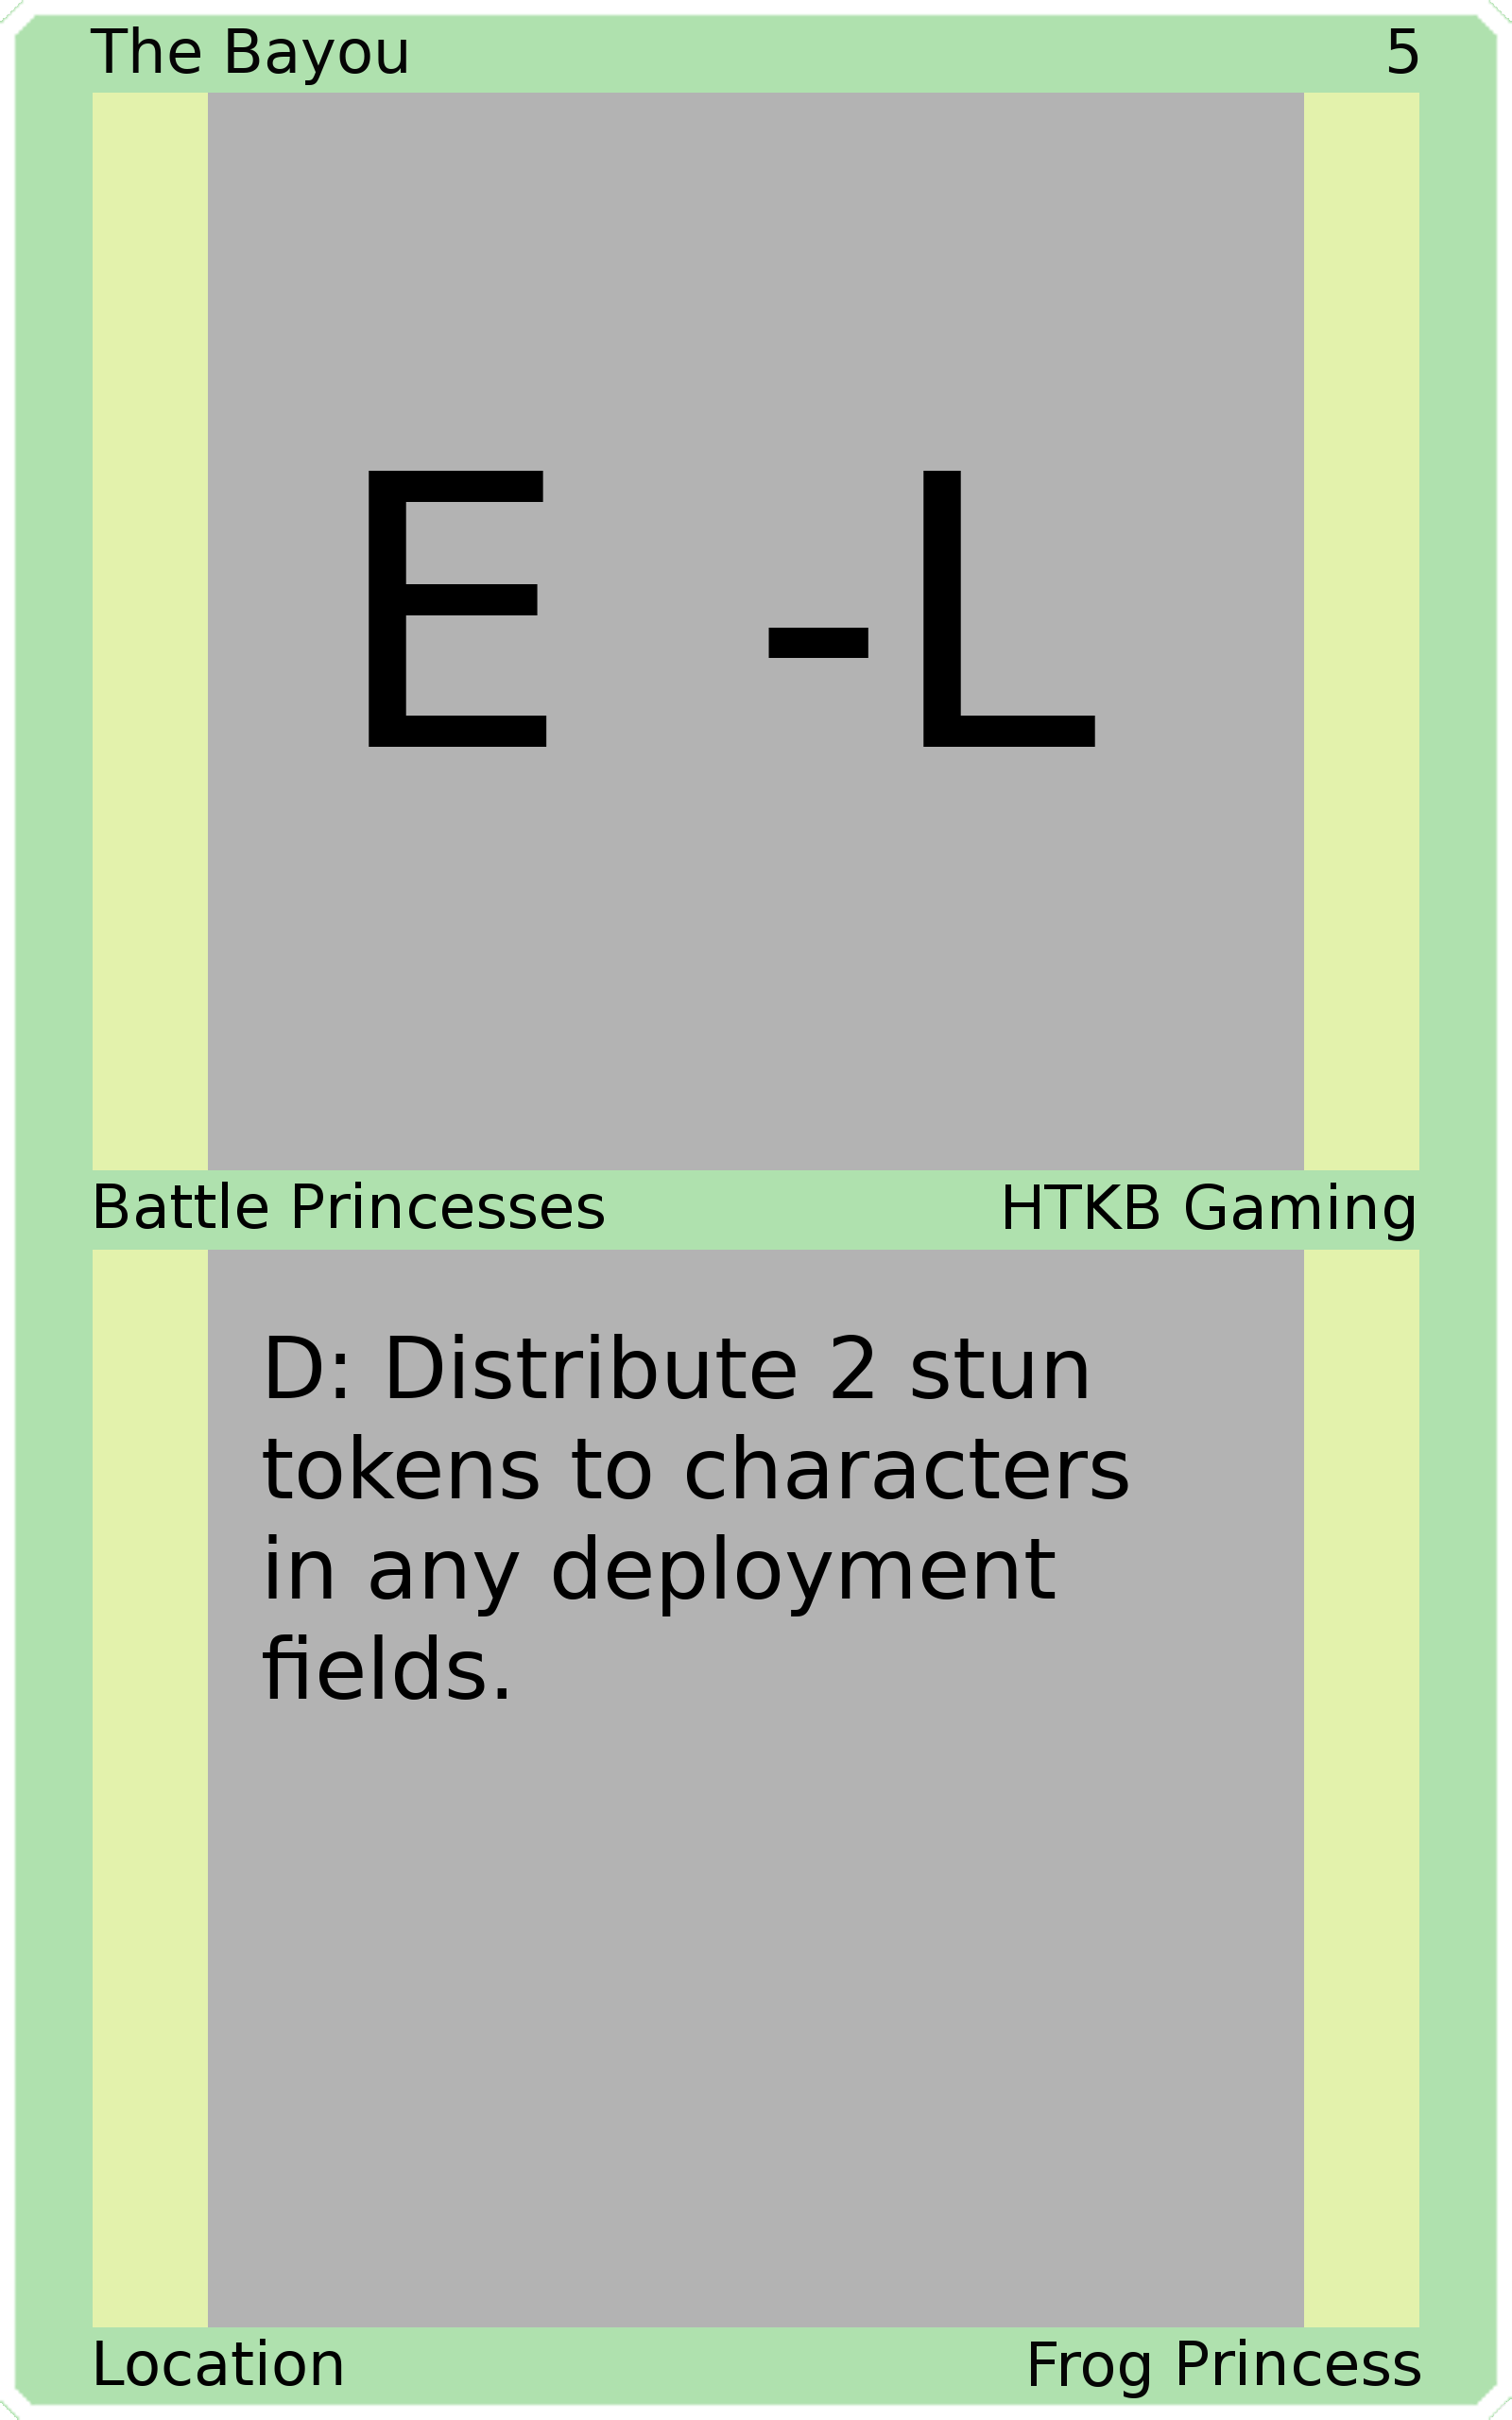 The Bayou 5
E -L
Battle Princesses HTKB Gaming
D: Distribute 2 stun
tokens to characters
in any deployment
fields.
Location Frog Princess